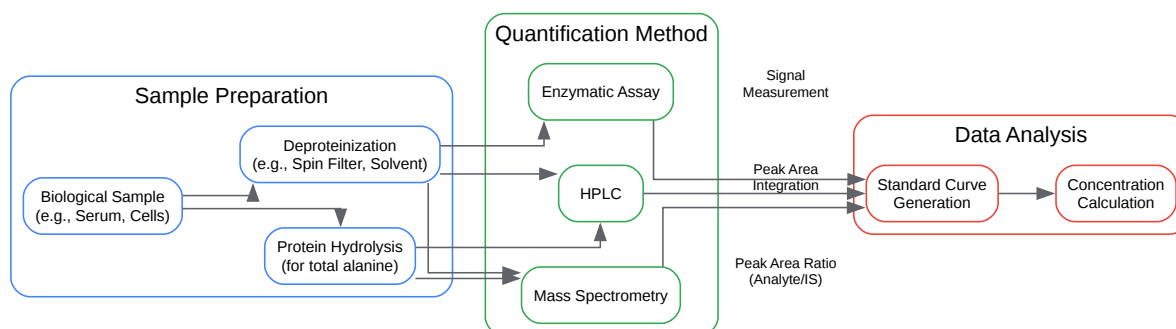 Sample Preparation
Biological Sample
(e.g., Serum, Cells)
Deproteinization
(e.g., Spin Filter, Solvent)
Protein Hydrolysis
(for total alanine)
Quantification Method
Enzymatic Assay
HPLC
Mass Spectrometry
Signal
Measurement
Peak Area
Integration
Peak Area Ratio
(Analyte/IS)
Data Analysis
Standard Curve
Generation
Concentration
Calculation